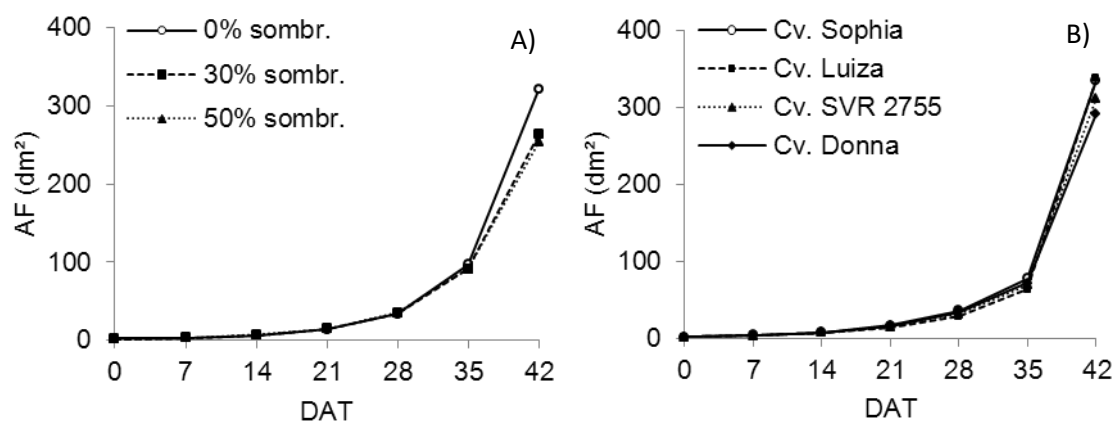 A)
0% sombr.
30% sombr.
50% sombr.
AF (dm²)
400
300
200
100
0
0 7 14 21 28 35 42
DAT
B)
Cv. Sophia
Cv. Luiza
Cv. SVR 2755
Cv. Donna
AF (dm²)
400
300
200
100
0
0 7 14 21 28 35 42
DAT